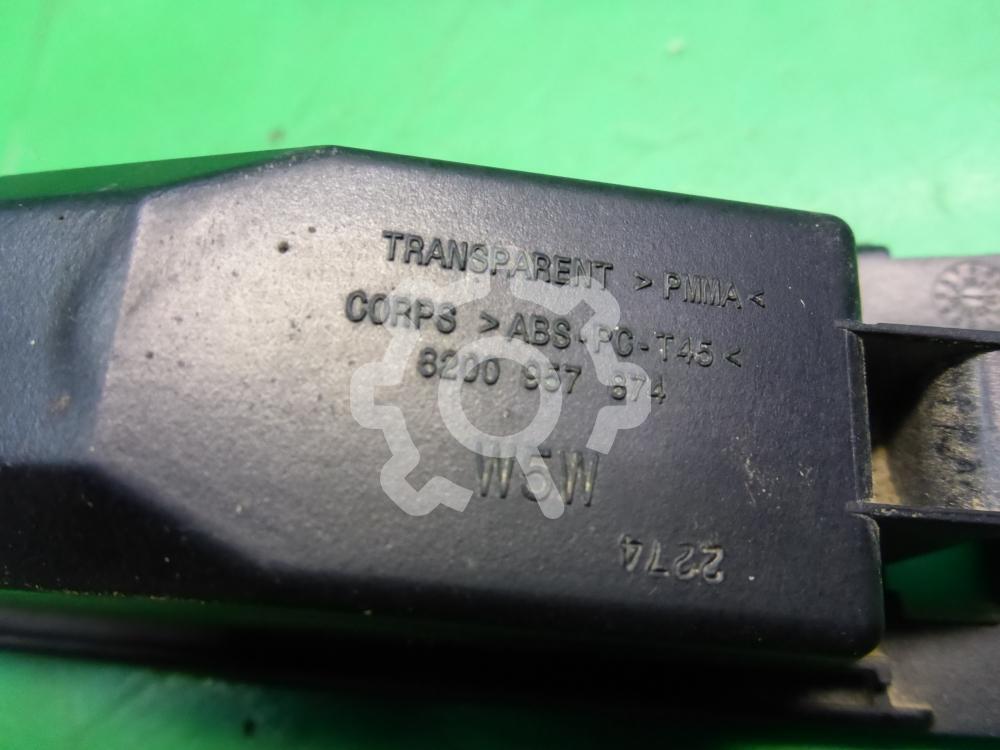 TRANSPARENT >PMMA<
CORPS >ABS-PC-T45<
8200 957 874
W5W
2274